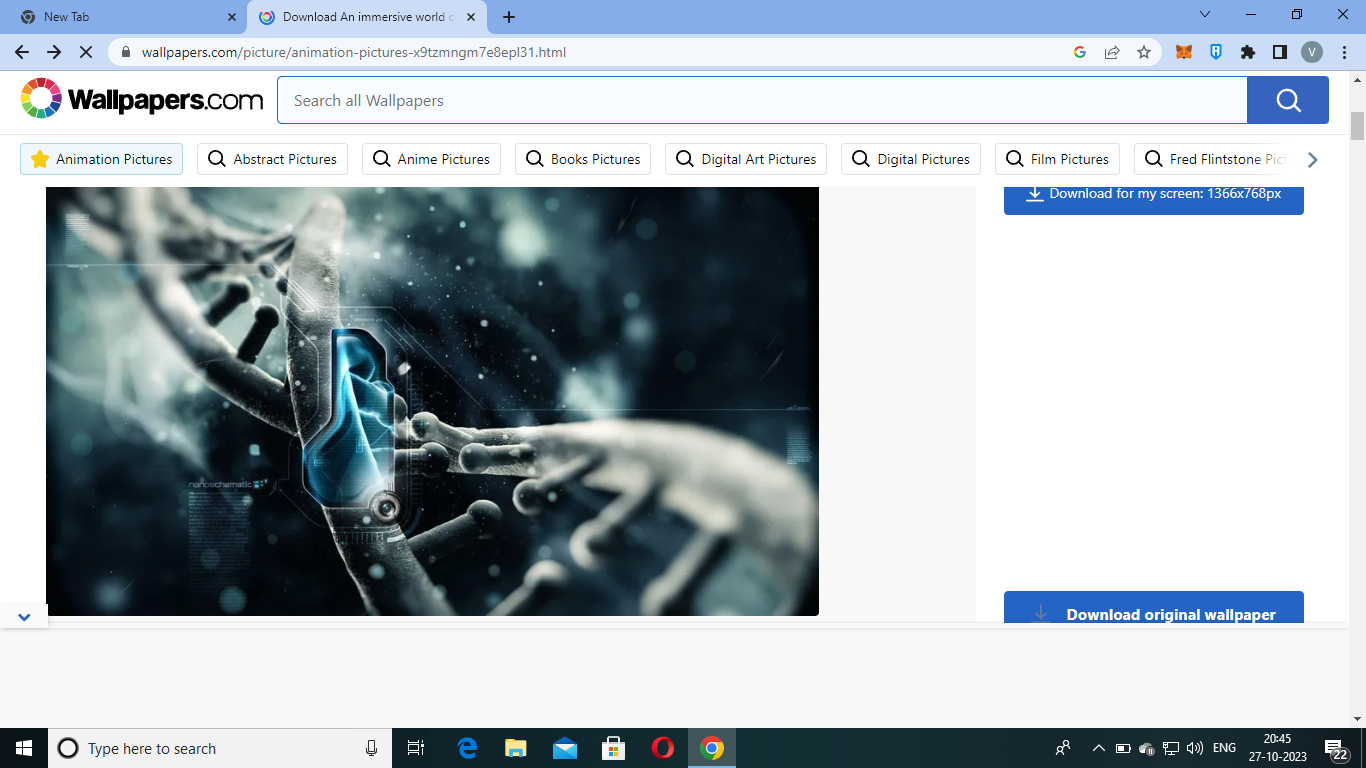 New Tab
Download An immersive world o
wallpapers.com/picture/animation-pictures-x9tzmngm7e8epl31.html
V
Wallpapers.com
Search all Wallpapers
Animation Pictures
Abstract Pictures
Anime Pictures
Books Pictures
Digital Art Pictures
Digital Pictures
Film Pictures
Fred Flintstone Pict
Download for my screen: 1366x768px
nanoschematic
Download original wallpaper
Type here to search
ENG
20:45
27-10-2023
22